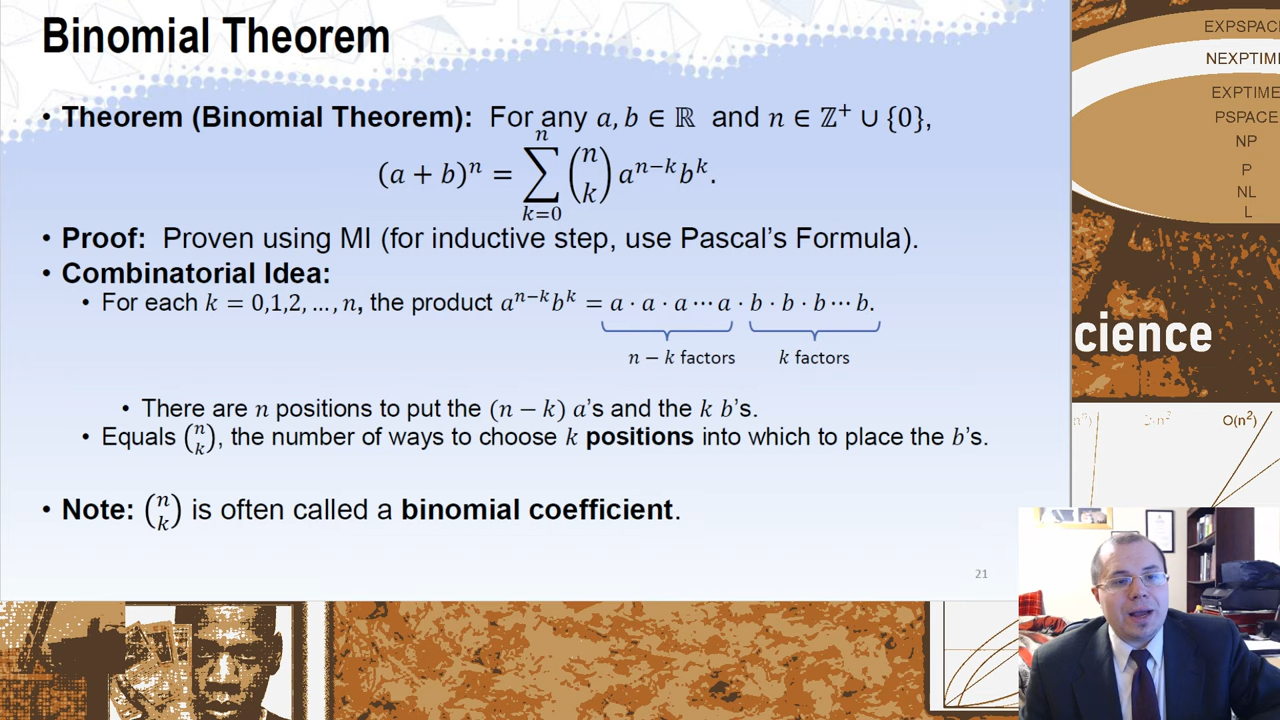 Binomial Theorem
• Theorem (Binomial Theorem): For any 𝑎, 𝑏 ∈ ℝ and 𝑛 ∈ ℤ⁺ ∪ {0},
(𝑎 + 𝑏)ⁿ = ∑_{k=0}^{n} (n k) 𝑎ⁿ⁻ᵏ𝑏ᵏ.
• Proof: Proven using MI (for inductive step, use Pascal's Formula).
• Combinatorial Idea:
• For each 𝑘 = 0,1,2, … , 𝑛, the product 𝑎ⁿ⁻ᵏ𝑏ᵏ = 𝑎 · 𝑎 · 𝑎 ⋯ 𝑎 · 𝑏 · 𝑏 · 𝑏 ⋯ 𝑏.
𝑛 − 𝑘 factors 𝑘 factors
• There are 𝑛 positions to put the (𝑛 − 𝑘) 𝑎's and the 𝑘 𝑏's.
• Equals (n k), the number of ways to choose 𝑘 positions into which to place the 𝑏's.
• Note: (n k) is often called a binomial coefficient.
21
EXPSPAC
NEXPTIM
EXPTIME
PSPACE
NP
P
NL
L
cience
O(n²)